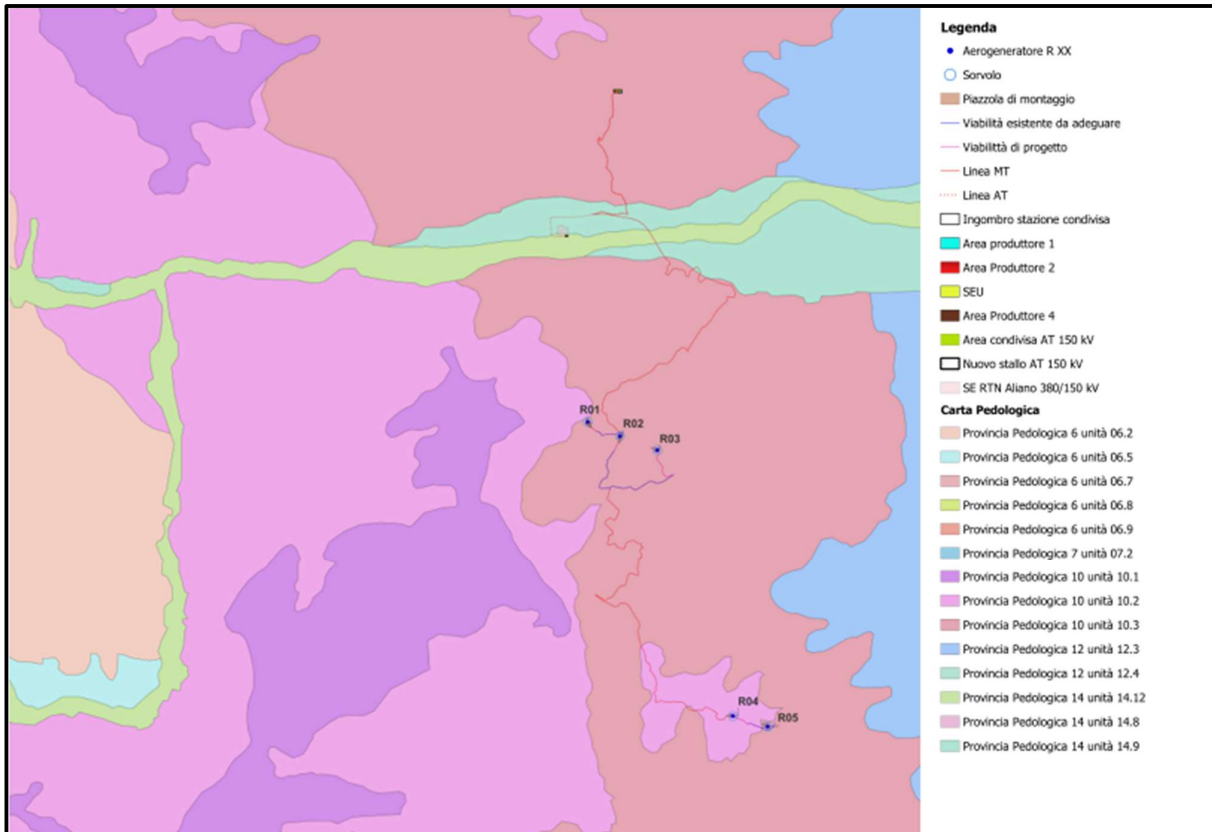 R01
R02
R03
R04
R05
Legenda
Aerogeneratore R XX
Sorvolo
Piazzola di montaggio
Viabilità esistente da adeguare
Viabilittà di progetto
Linea MT
Linea AT
Ingombro stazione condivisa
Area produttore 1
Area Produttore 2
SEU
Area Produttore 4
Area condivisa AT 150 kV
Nuovo stallo AT 150 kV
SE RTN Aliano 380/150 kV
Carta Pedologica
Provincia Pedologica 6 unità 06.2
Provincia Pedologica 6 unità 06.5
Provincia Pedologica 6 unità 06.7
Provincia Pedologica 6 unità 06.8
Provincia Pedologica 6 unità 06.9
Provincia Pedologica 7 unità 07.2
Provincia Pedologica 10 unità 10.1
Provincia Pedologica 10 unità 10.2
Provincia Pedologica 10 unità 10.3
Provincia Pedologica 12 unità 12.3
Provincia Pedologica 12 unità 12.4
Provincia Pedologica 14 unità 14.12
Provincia Pedologica 14 unità 14.8
Provincia Pedologica 14 unità 14.9